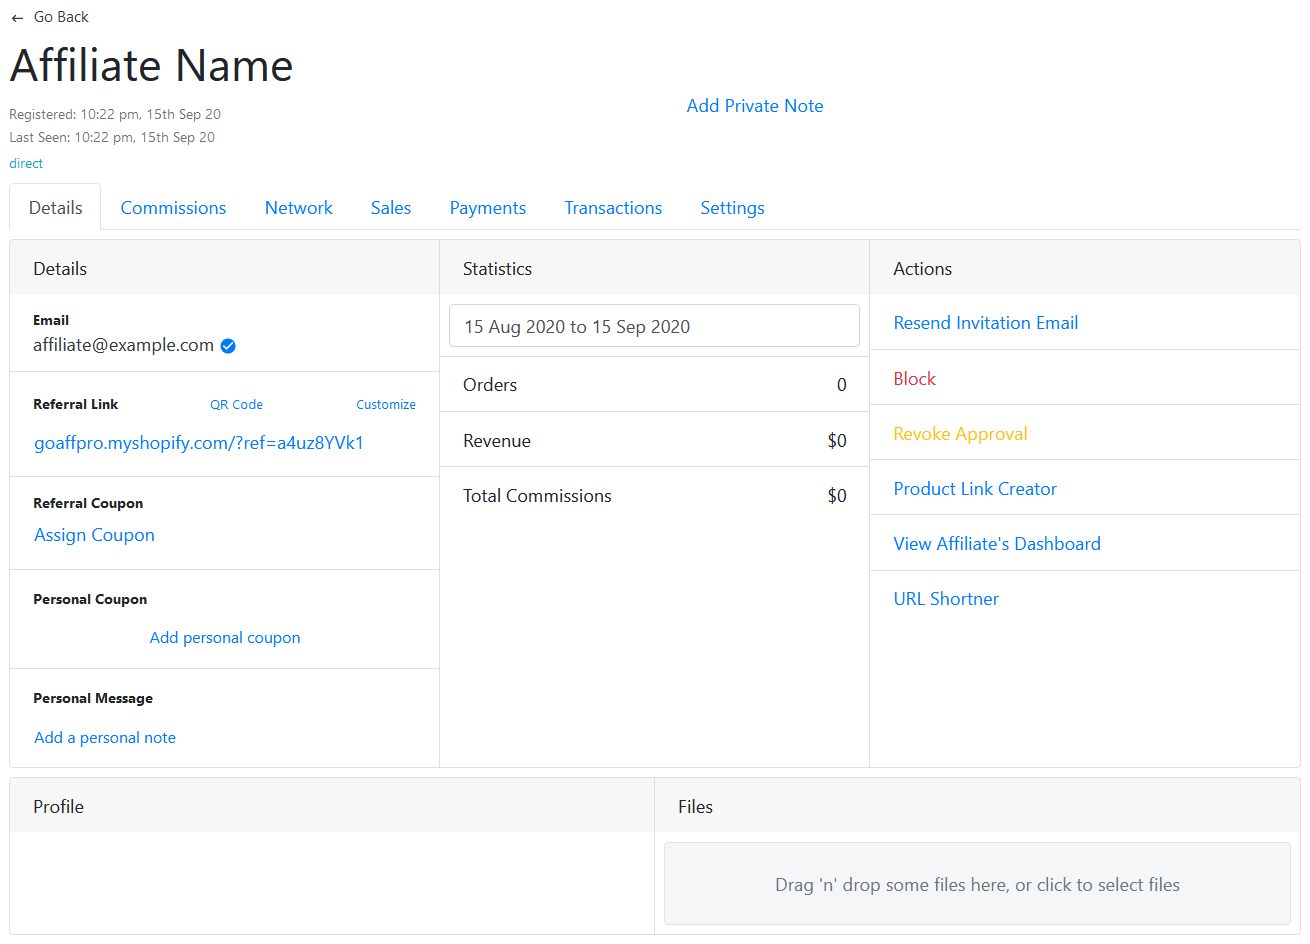 ← Go Back
Affiliate Name
Registered: 10:22 pm, 15th Sep 20
Last Seen: 10:22 pm, 15th Sep 20
direct
Add Private Note
Details Commissions Network Sales Payments Transactions Settings
Details
Email
affiliate@example.com
Referral Link QR Code Customize
goaffpro.myshopify.com/?ref=a4uz8YVk1
Referral Coupon
Assign Coupon
Personal Coupon
Add personal coupon
Personal Message
Add a personal note
Statistics
15 Aug 2020 to 15 Sep 2020
Orders 0
Revenue $0
Total Commissions $0
Actions
Resend Invitation Email
Block
Revoke Approval
Product Link Creator
View Affiliate's Dashboard
URL Shortner
Profile
Files
Drag 'n' drop some files here, or click to select files